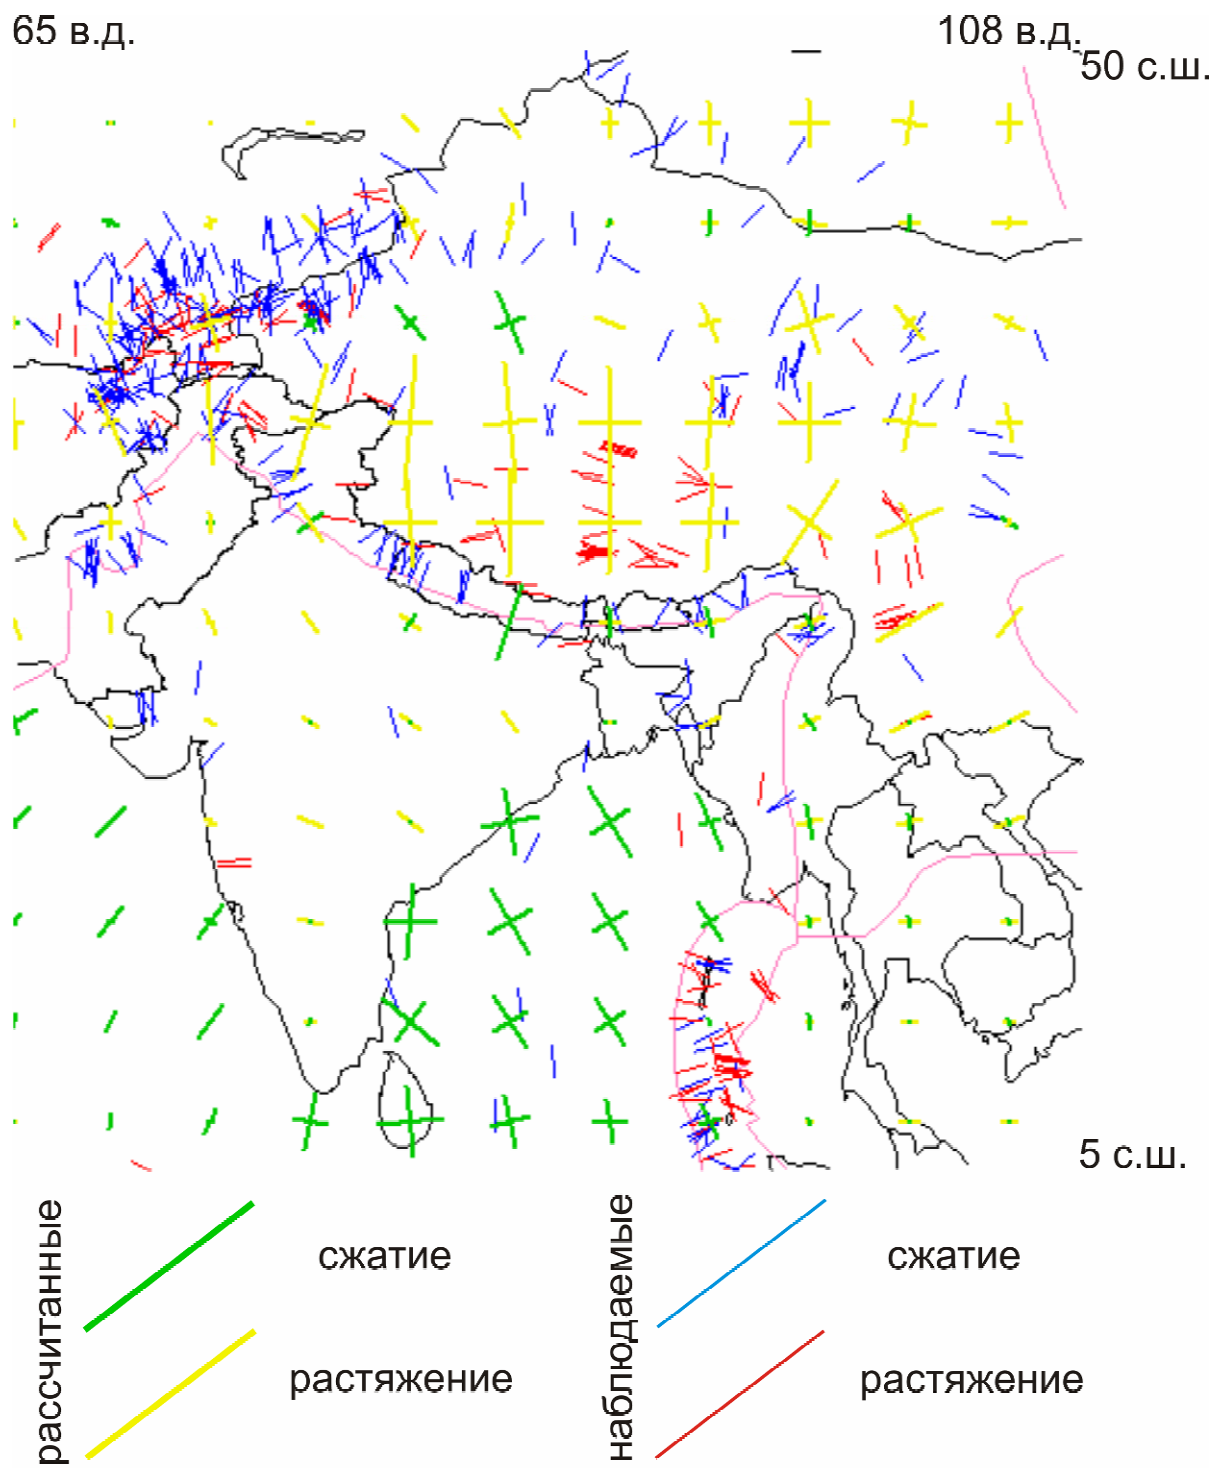 65 в.д.
108 в.д.
50 с.ш.
5 с.ш.
рассчитанные
сжатие
растяжение
наблюдаемые
сжатие
растяжение